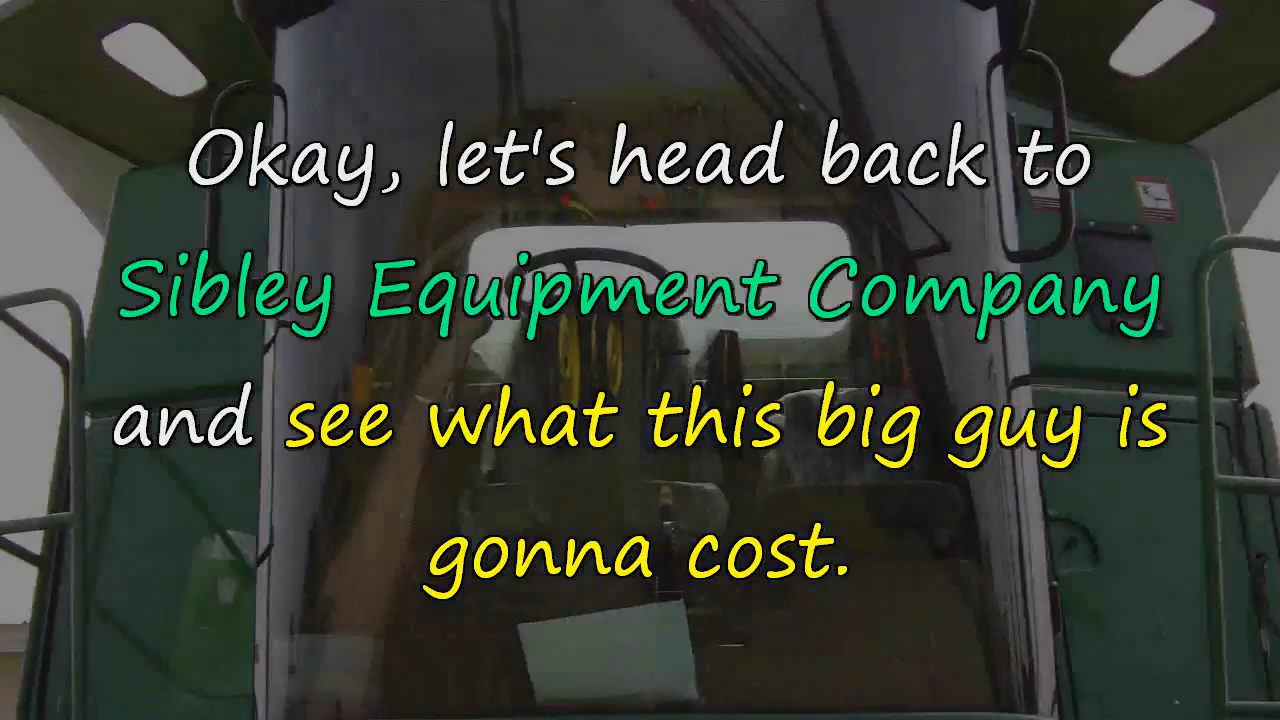 Okay, let's head back to
Sibley Equipment Company
and see what this big guy is
gonna cost.